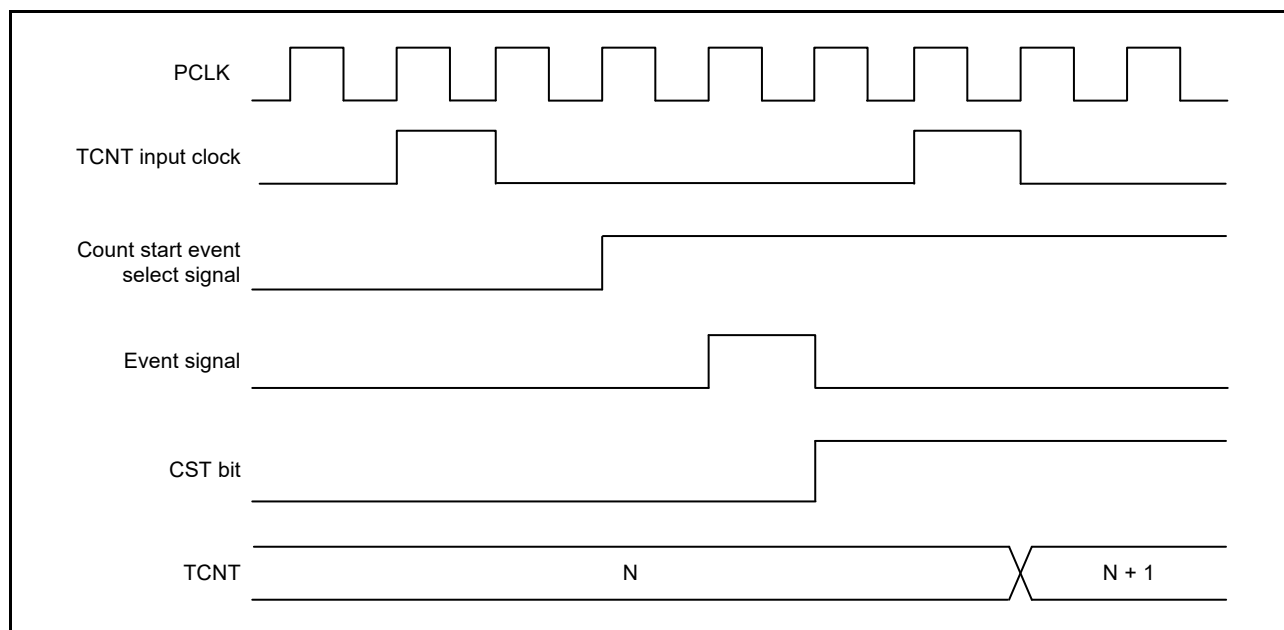 PCLK
TCNT input clock
Count start event
select signal
Event signal
CST bit
TCNT
N
N + 1